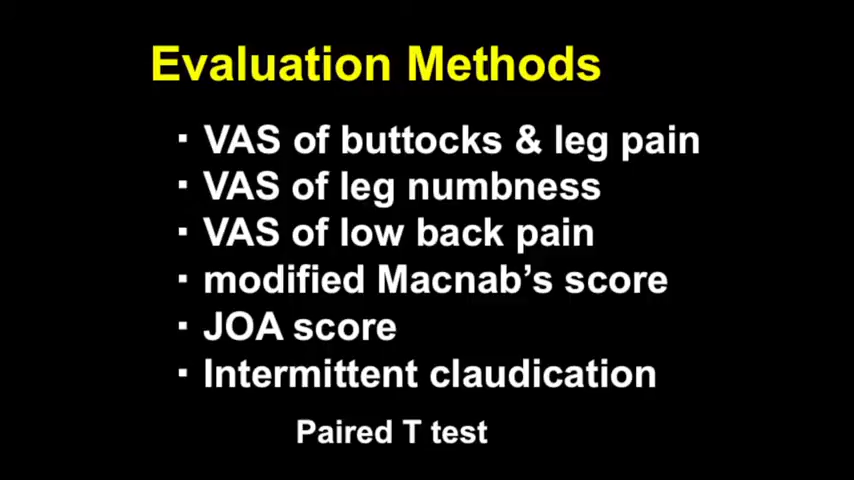 Evaluation Methods
・VAS of buttocks & leg pain
・VAS of leg numbness
・VAS of low back pain
・modified Macnab’s score
・JOA score
・Intermittent claudication
Paired T test